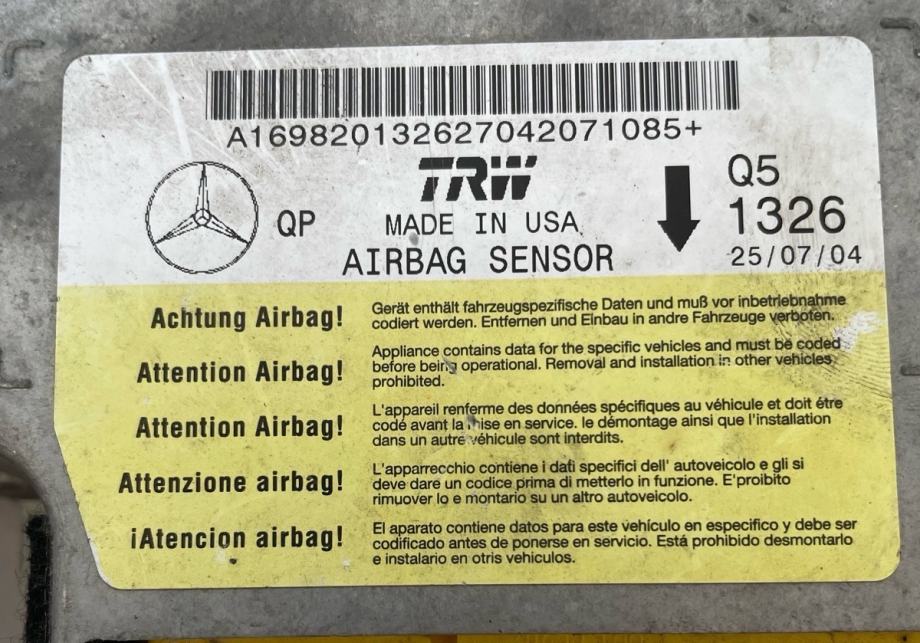 A169820132627042071085+
TRW
QP
MADE IN USA
AIRBAG SENSOR
Q5
1326
25/07/04
Achtung Airbag!
Gerät enthält fahrzeugspezifische Daten und muß vor inbetriebnahme
codiert werden. Entfernen und Einbau in andre Fahrzeuge verboten.
Attention Airbag!
Appliance contains data for the specific vehicles and must be coded
before being operational. Removal and installation in other vehicles
prohibited.
Attention Airbag!
L'appareil renferme des données spécifiques au véhicule et doit étre
codé avant la mise en service. le démontage ainsi que l'installation
dans un autre véhicule sont interdits.
Attenzione airbag!
L'apparrecchio contiene i dati specifici dell' autoveicolo e gli si
deve dare un codice prima di metterlo in funzione. E'proibito
rimuover lo e montario su un altro autoveicolo.
¡Atencion airbag!
El aparato contiene datos para este vehículo en especifico y debe ser
codificado antes de ponerse en servicio. Está prohibido desmontarlo
e instalarlo en otris vehiculos.